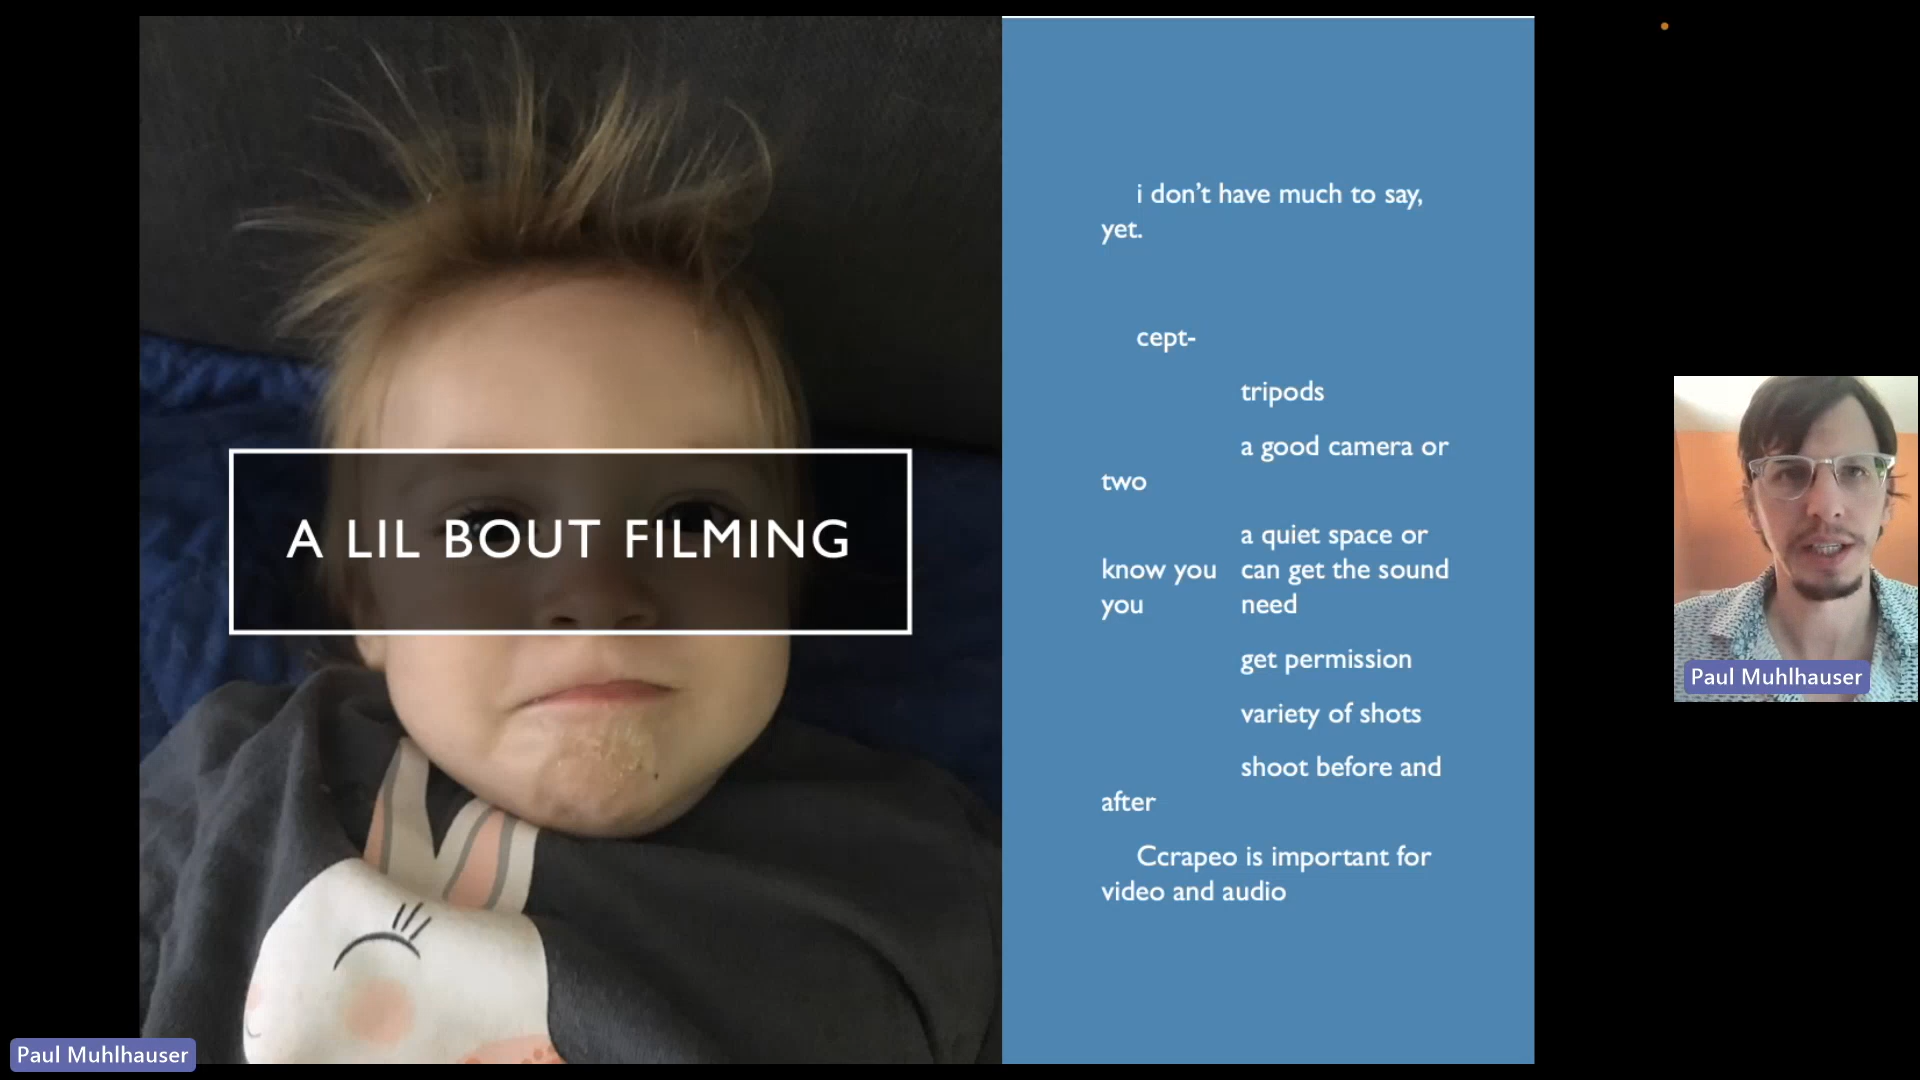 A LIL BOUT FILMING
i don’t have much to say,
yet.
cept-
tripods
a good camera or
two
a quiet space or
know you can get the sound
you need
get permission
variety of shots
shoot before and
after
Ccrapeo is important for
video and audio
Paul Muhlhauser
Paul Muhlhauser